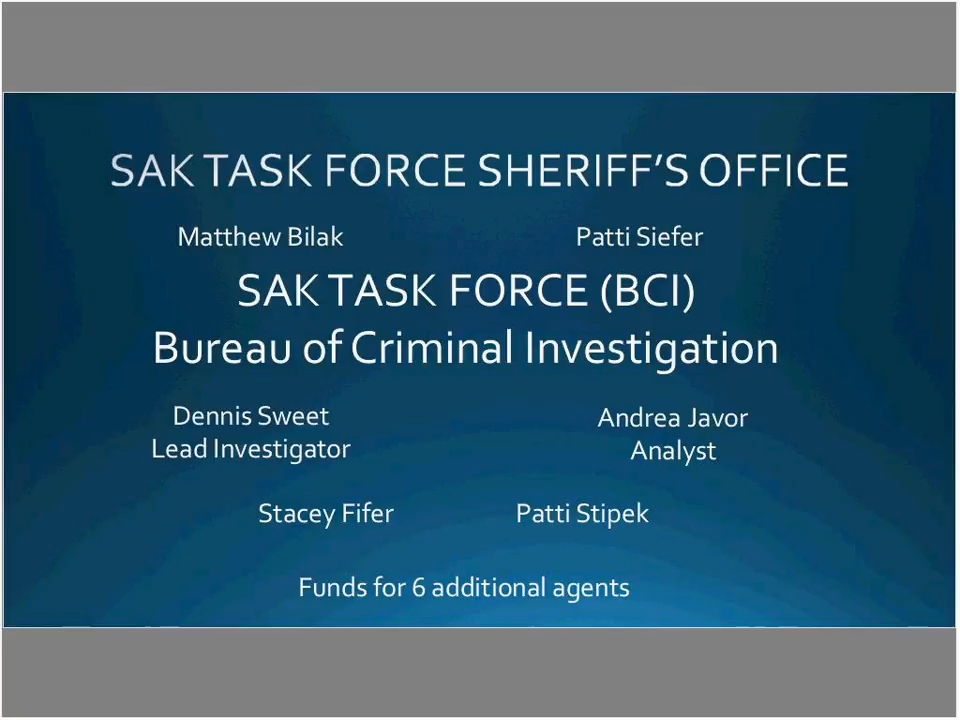 SAK TASK FORCE SHERIFF'S OFFICE
Matthew Bilak Patti Siefer
SAK TASK FORCE (BCI)
Bureau of Criminal Investigation
Dennis Sweet Andrea Javor
Lead Investigator Analyst
Stacey Fifer Patti Stipek
Funds for 6 additional agents